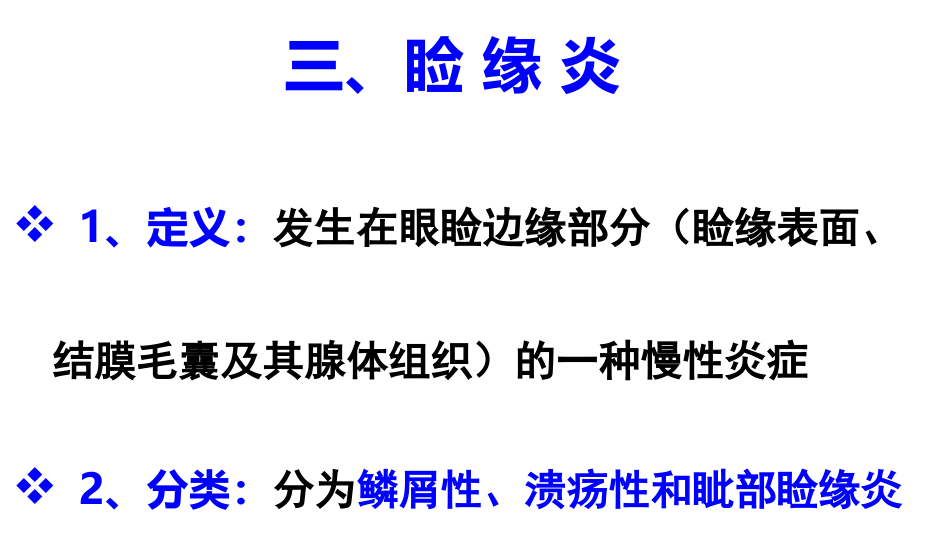 三、睑 缘 炎
❖ 1、定义：发生在眼睑边缘部分（睑缘表面、
结膜毛囊及其腺体组织）的一种慢性炎症
❖ 2、分类：分为鳞屑性、溃疡性和眦部睑缘炎